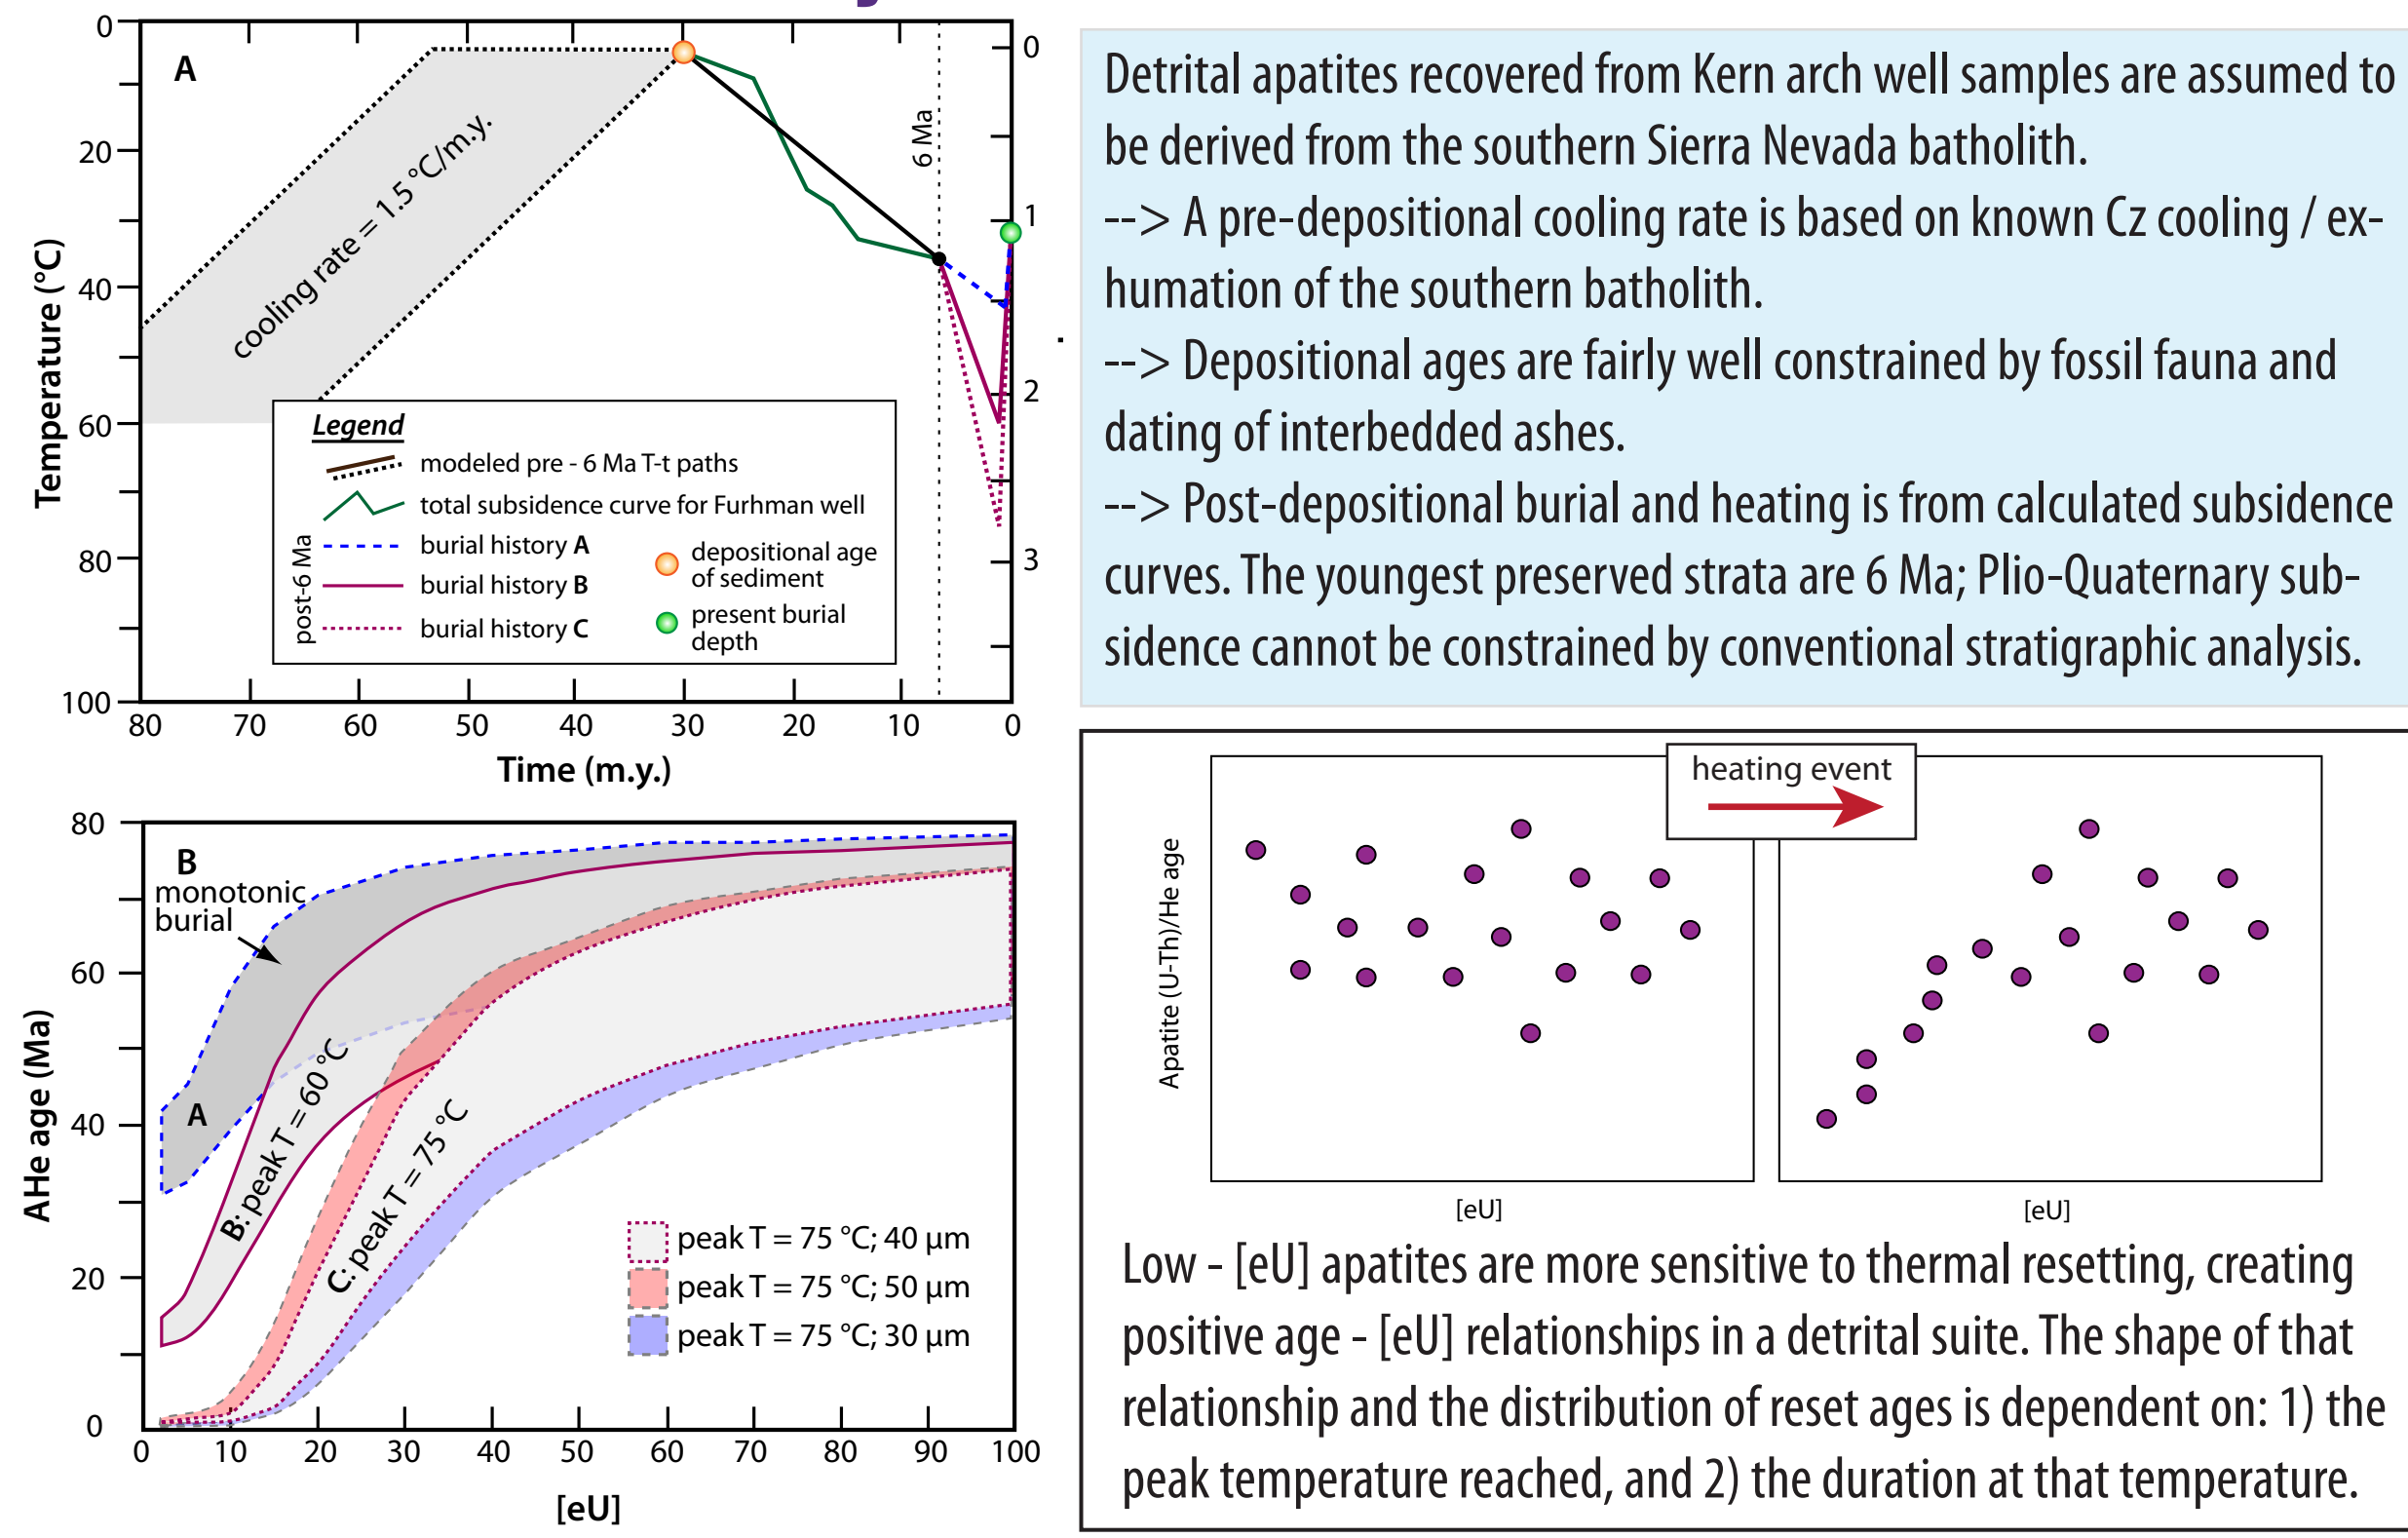 A
0
20
40
60
80
100
Temperature (°C)
80 70 60 50 40 30 20 10 0
Time (m.y.)
0
1
2
3
cooling rate = 1.5 °C/m.y.
6 Ma
Legend
modeled pre - 6 Ma T-t paths
total subsidence curve for Furhman well
post-6 Ma
burial history A
burial history B
burial history C
depositional age
of sediment
present burial
depth
Detrital apatites recovered from Kern arch well samples are assumed to
be derived from the southern Sierra Nevada batholith.
--> A pre-depositional cooling rate is based on known Cz cooling / ex-
humation of the southern batholith.
--> Depositional ages are fairly well constrained by fossil fauna and
dating of interbedded ashes.
--> Post-depositional burial and heating is from calculated subsidence
curves. The youngest preserved strata are 6 Ma; Plio-Quaternary sub-
sidence cannot be constrained by conventional stratigraphic analysis.
B
monotonic
burial
A
B: peak T = 60 °C
C: peak T = 75 °C
80
60
40
20
0
AHe age (Ma)
peak T = 75 °C; 40 µm
peak T = 75 °C; 50 µm
peak T = 75 °C; 30 µm
0 10 20 30 40 50 60 70 80 90 100
[eU]
heating event
Apatite (U-Th)/He age
[eU]
[eU]
Low - [eU] apatites are more sensitive to thermal resetting, creating
positive age - [eU] relationships in a detrital suite. The shape of that
relationship and the distribution of reset ages is dependent on: 1) the
peak temperature reached, and 2) the duration at that temperature.